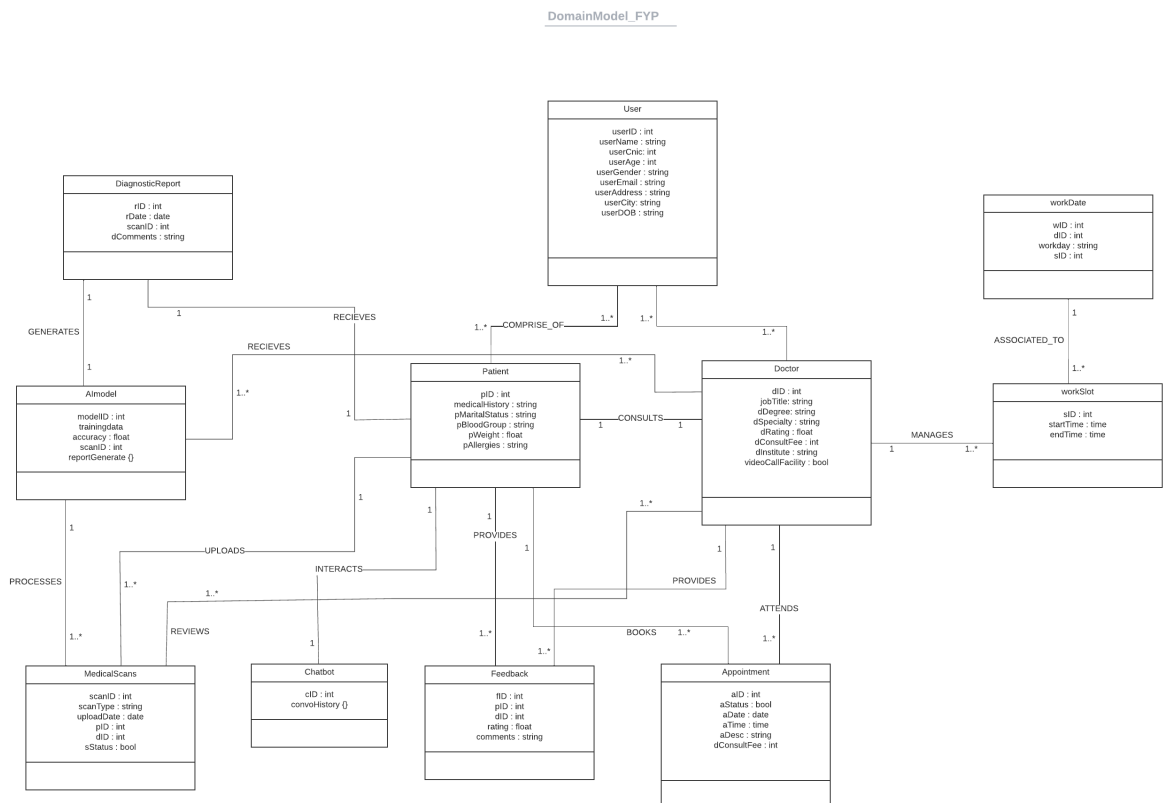 DomainModel_FYP
User
userID : int
userName : string
userCnic: int
userAge : int
userGender : string
userEmail : string
userAddress : string
userCity: string
userDOB : string
DiagnosticReport
rID : int
rDate : date
scanID : int
dComments : string
workDate
wID : int
dID : int
workday : string
sID : int
1
1
GENERATES
1
RECIEVES
1..*
COMPRISE_OF
1..*
1..*
1..*
1
ASSOCIATED_TO
1..*
RECIEVES
1..*
1..*
1
AImodel
modelID : int
trainingdata
accuracy : float
scanID : int
reportGenerate {}
Patient
pID : int
medicalHistory : string
pMaritalStatus : string
pBloodGroup : string
pWeight : float
pAllergies : string
CONSULTS
1
1
Doctor
dID : int
jobTitle: string
dDegree: string
dSpecialty : string
dRating : float
dConsultFee : int
dInstitute : string
videoCallFacility : bool
MANAGES
1
1..*
workSlot
sID : int
startTime : time
endTime : time
1
PROCESSES
1..*
1
UPLOADS
1..*
1
INTERACTS
1
1
PROVIDES
1..*
1
BOOKS
1..*
1..*
1..*
REVIEWS
1
PROVIDES
1..*
1
ATTENDS
1..*
MedicalScans
scanID : int
scanType : string
uploadDate : date
pID : int
dID : int
sStatus : bool
Chatbot
cID : int
convoHistory {}
Feedback
fID : int
pID : int
dID : int
rating : float
comments : string
Appointment
aID : int
aStatus : bool
aDate : date
aTime : time
aDesc : string
dConsultFee : int